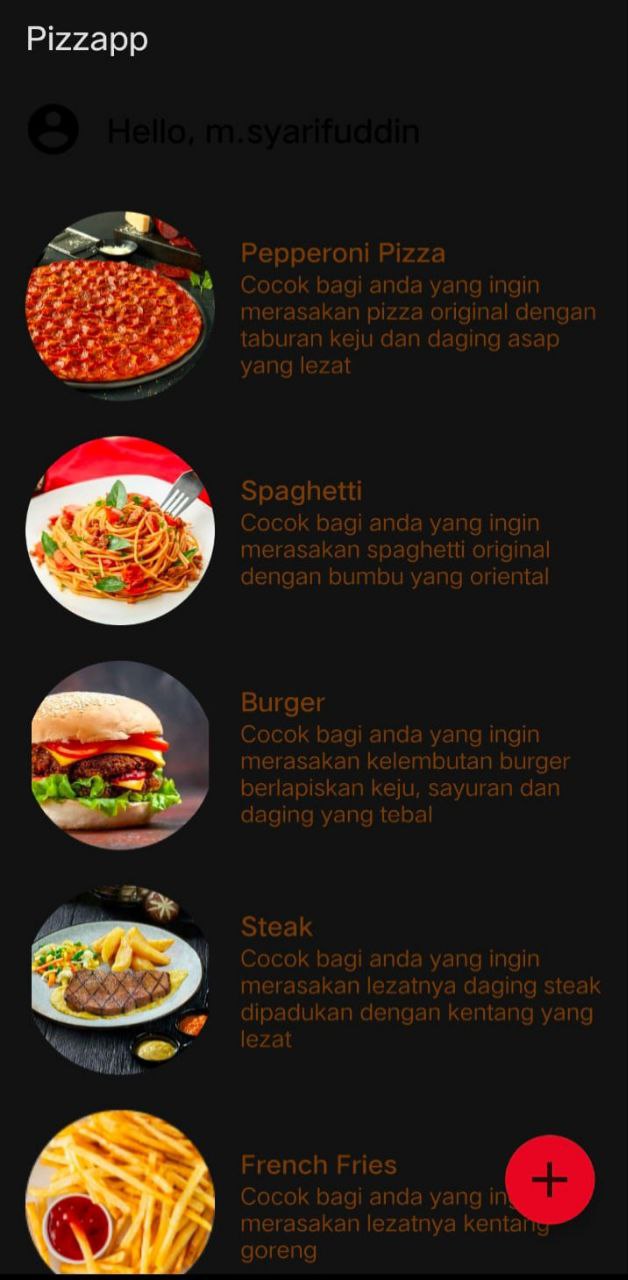 Pizzapp
Hello, m.syarifuddin
Pepperoni Pizza
Cocok bagi anda yang ingin
merasakan pizza original dengan
taburan keju dan daging asap
yang lezat
Spaghetti
Cocok bagi anda yang ingin
merasakan spaghetti original
dengan bumbu yang oriental
Burger
Cocok bagi anda yang ingin
merasakan kelembutan burger
berlapiskan keju, sayuran dan
daging yang tebal
Steak
Cocok bagi anda yang ingin
merasakan lezatnya daging steak
dipadukan dengan kentang yang
lezat
French Fries
Cocok bagi anda yang in
merasakan lezatnya kentang
goreng